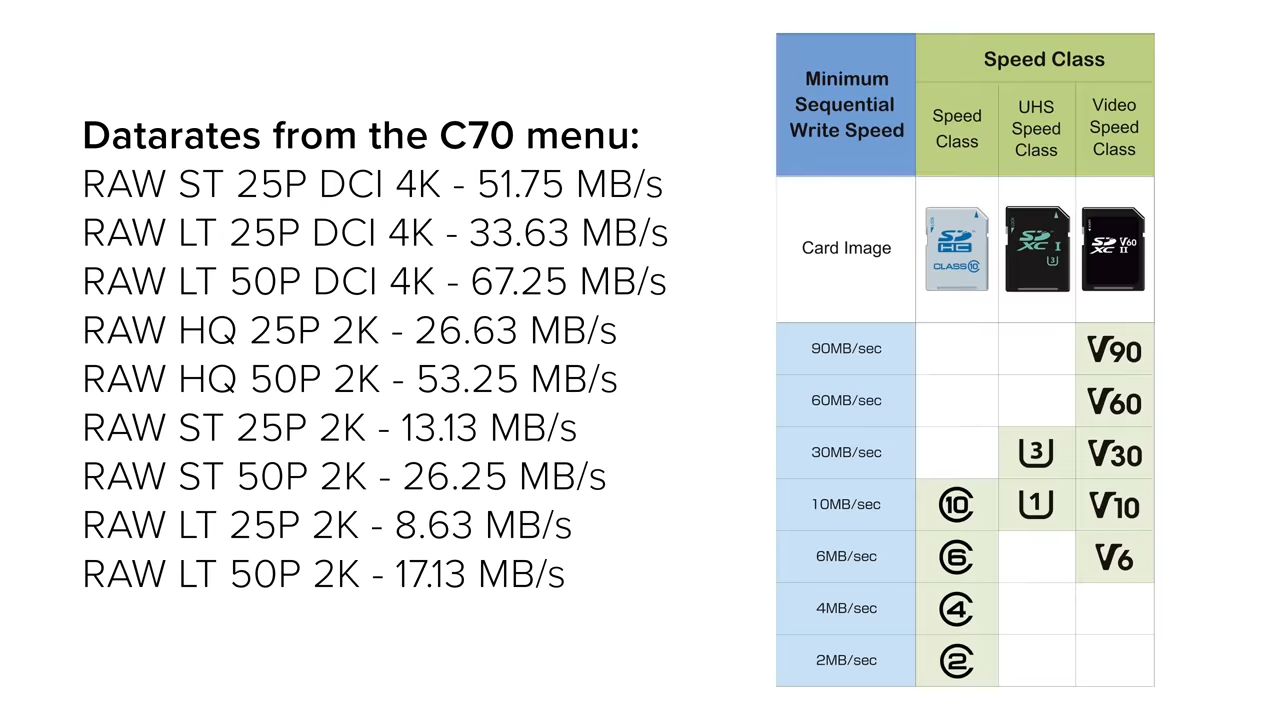 Datarates from the C70 menu:
RAW ST 25P DCI 4K - 51.75 MB/s
RAW LT 25P DCI 4K - 33.63 MB/s
RAW LT 50P DCI 4K - 67.25 MB/s
RAW HQ 25P 2K - 26.63 MB/s
RAW HQ 50P 2K - 53.25 MB/s
RAW ST 25P 2K - 13.13 MB/s
RAW ST 50P 2K - 26.25 MB/s
RAW LT 25P 2K - 8.63 MB/s
RAW LT 50P 2K - 17.13 MB/s
Minimum
Sequential
Write Speed
Speed Class
Speed
Class
UHS
Speed
Class
Video
Speed
Class
Card Image
SD
HC
CLASS 10
SD
XC I
3
SD
XC
V60
II
90MB/sec V90
60MB/sec V60
30MB/sec 3 V30
10MB/sec 10 1 V10
6MB/sec 6 V6
4MB/sec 4
2MB/sec 2